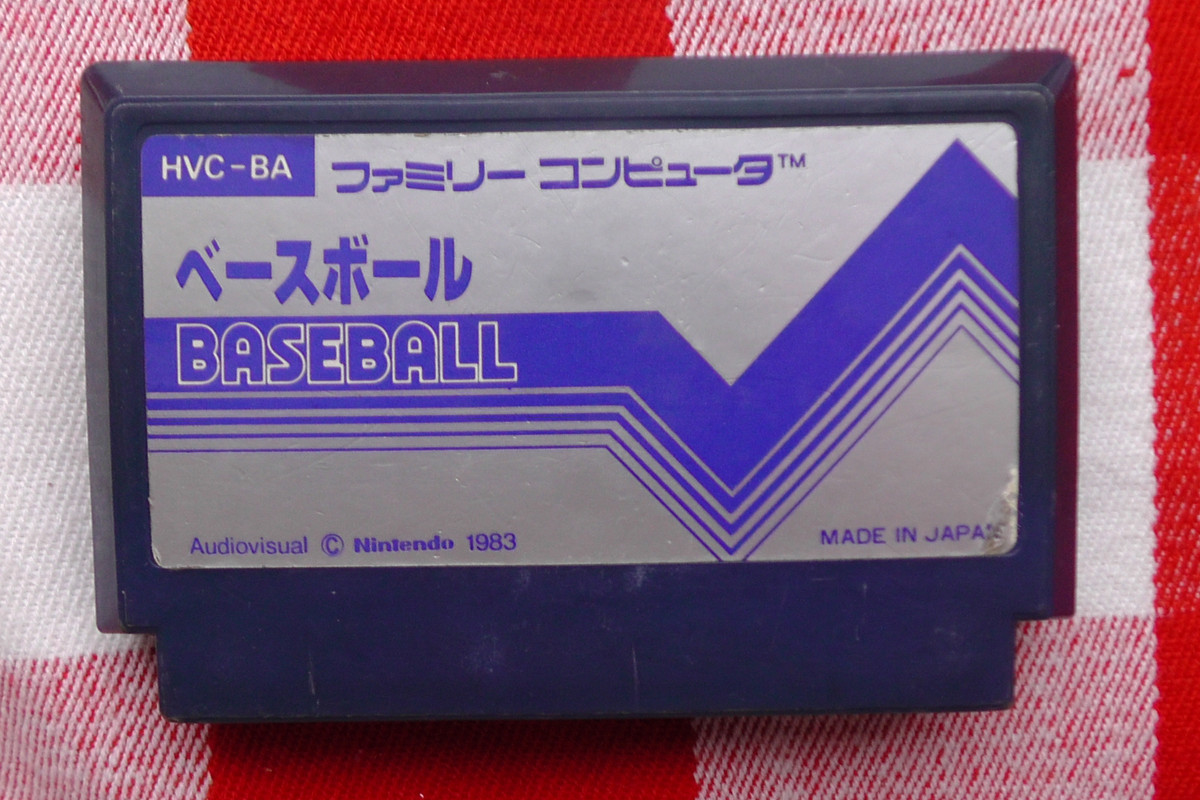 HVC-BA ファミリー コンピュータ™
ベースボール
BASEBALL
Audiovisual © Nintendo 1983
MADE IN JAPAN